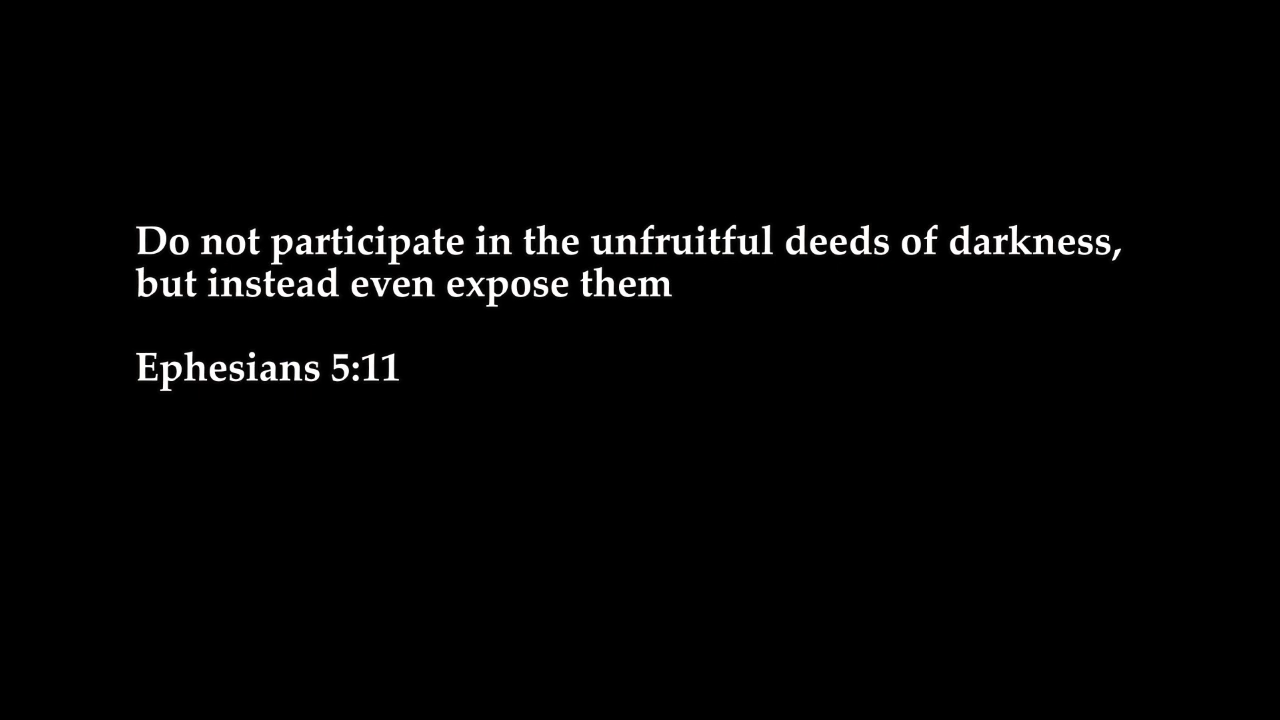 Do not participate in the unfruitful deeds of darkness,
but instead even expose them
Ephesians 5:11